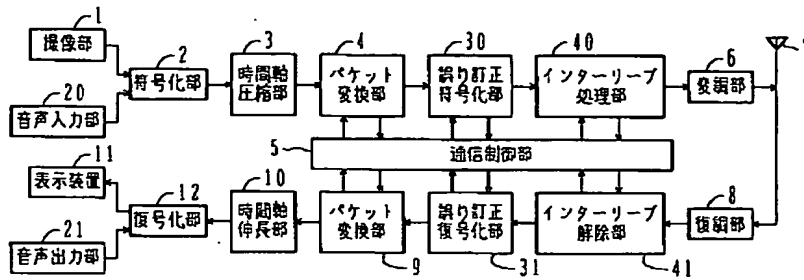 1
撮像部
2
符号化部
3
時間軸
圧縮部
4
パケット
変換部
30
誤り訂正
符号化部
40
インターリーブ
処理部
6
変調部
20
音声入力部
5
通信制御部
11
表示装置
12
復号化部
10
時間軸
伸長部
パケット
変換部
9
誤り訂正
復号化部
31
インターリーブ
解除部
41
8
復調部
21
音声出力部